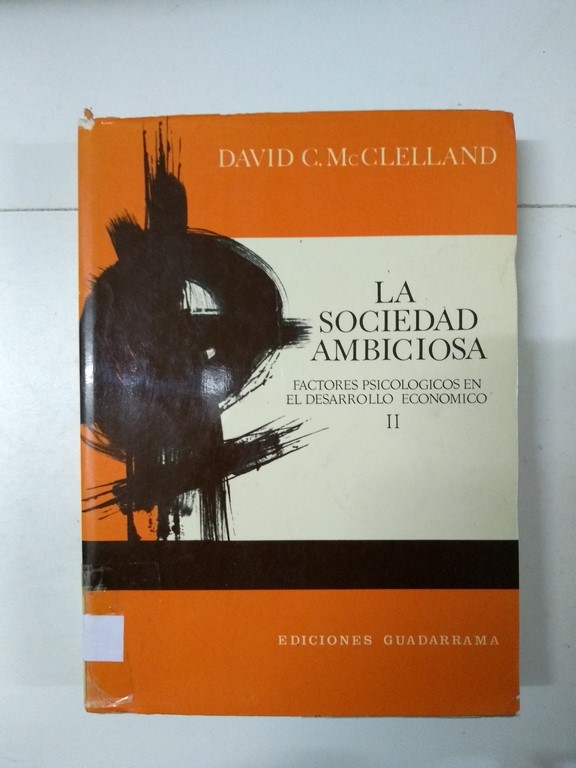 DAVID C. McCLELLAND
LA
SOCIEDAD
AMBICIOSA
FACTORES PSICOLOGICOS EN
EL DESARROLLO ECONOMICO
II
EDICIONES GUADARRAMA